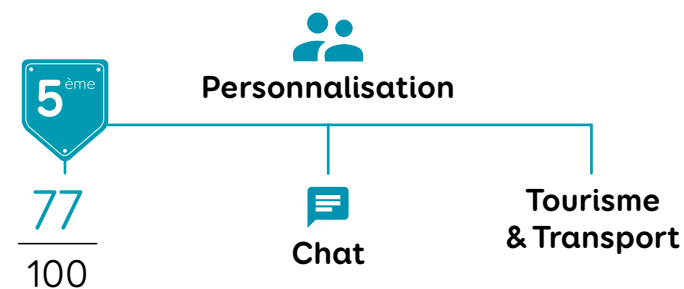 Personnalisation
5ème
77
100
Chat
Tourisme
& Transport